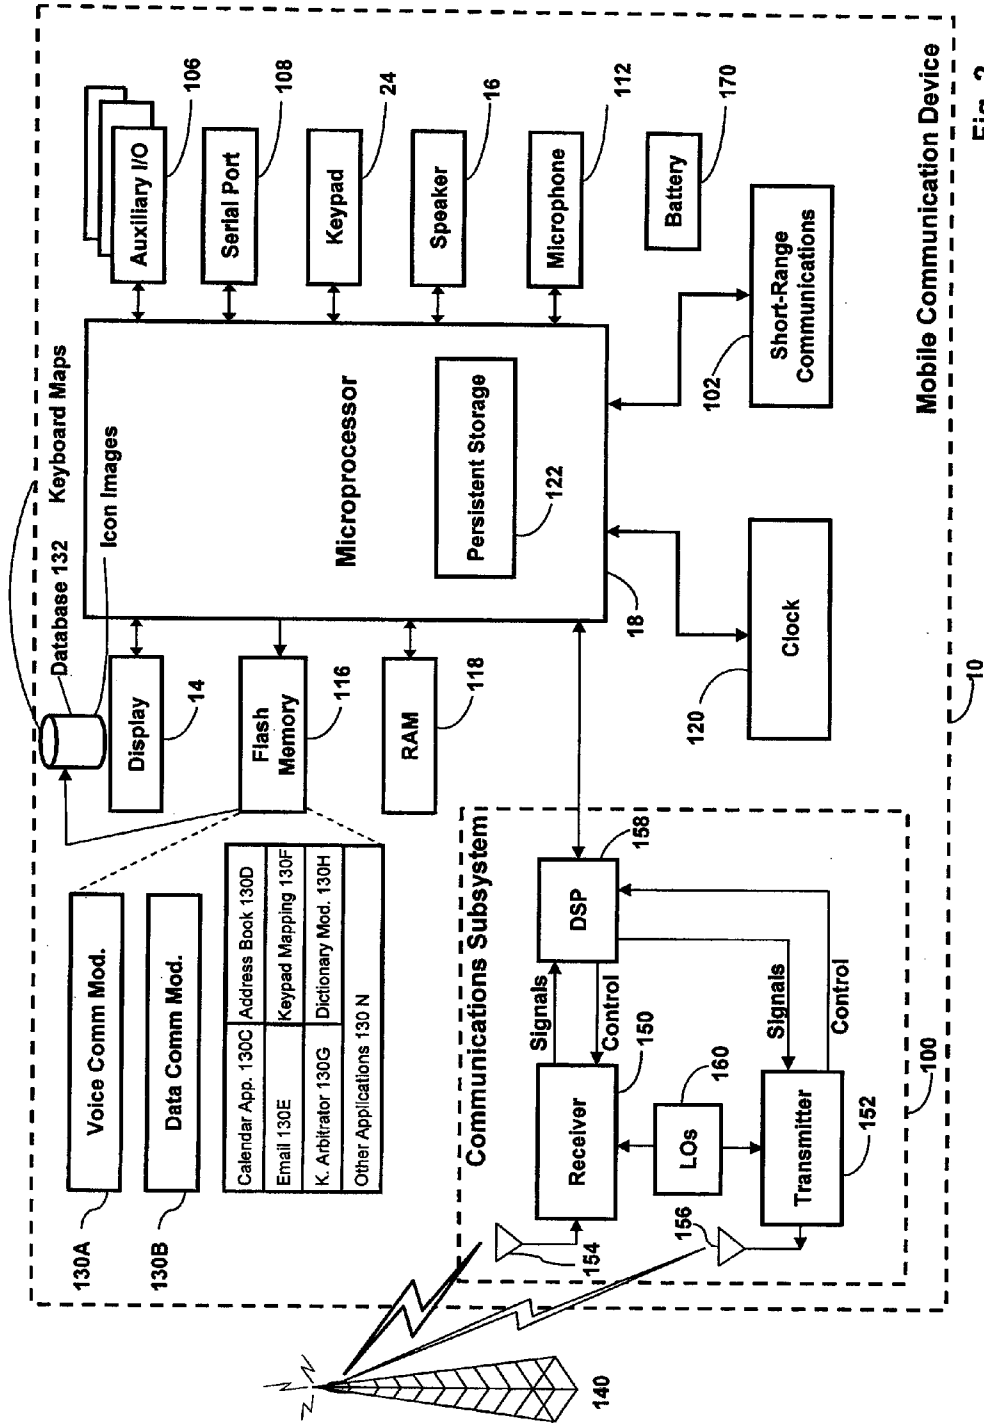 130A
Voice Comm Mod.
130B
Data Comm Mod.
Calendar App. 130C
Address Book 130D
Email 130E
Keypad Mapping 130F
K. Arbitrator 130G
Dictionary Mod. 130H
Other Applications 130 N
Database 132
Keyboard Maps
Icon Images
Display
14
Flash
Memory
116
RAM
118
Microprocessor
Persistent Storage
122
18
Auxiliary I/O
106
Serial Port
108
Keypad
24
Speaker
16
Microphone
112
Battery
170
Short-Range
Communications
102
Clock
120
Communications Subsystem
DSP
158
Signals
Control
Receiver
150
LOs
160
Signals
Control
Transmitter
152
154
156
100
140
10
Mobile Communication Device